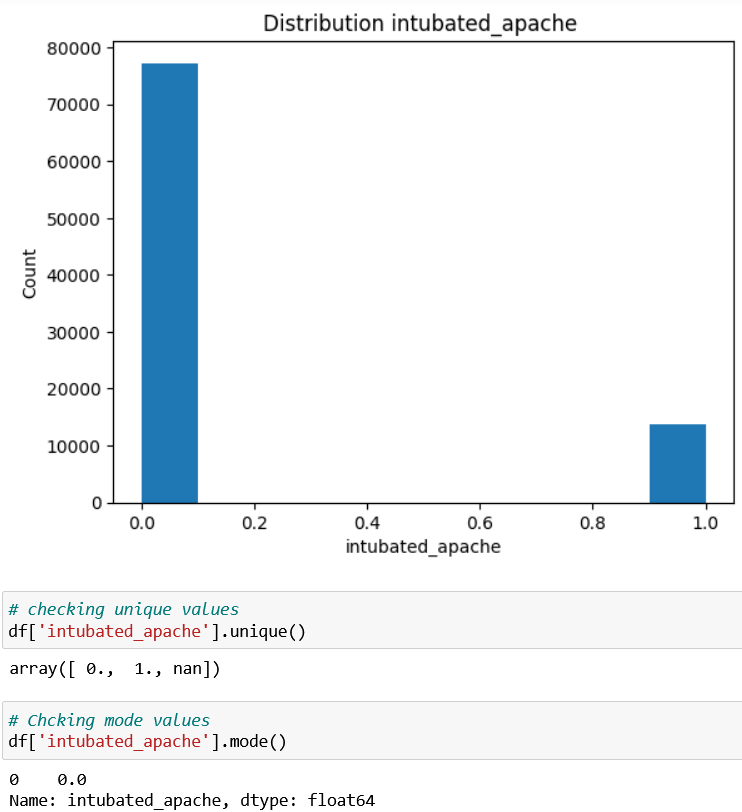 Distribution intubated_apache
80000
70000
60000
50000
40000
30000
20000
10000
0
Count
0.0 0.2 0.4 0.6 0.8 1.0
intubated_apache
# checking unique values
df['intubated_apache'].unique()
array([ 0.,  1., nan])
# Chcking mode values
df['intubated_apache'].mode()
0    0.0
Name: intubated_apache, dtype: float64